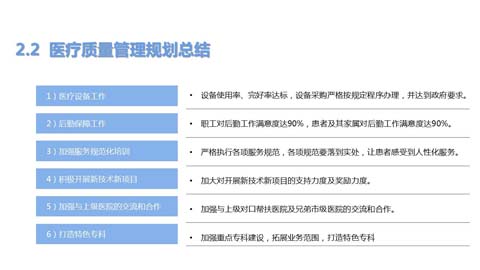 2.2 医疗质量管理规划总结
1）医疗设备工作
• 设备使用率、完好率达标，设备采购严格按规定程序办理，并达到政府要求。
2）后勤保障工作
• 职工对后勤工作满意度达90%，患者及其家属对后勤工作满意度达90%。
3）加强服务规范化培训
• 严格执行各项服务规范，各项规范要落到实处，让患者感受到人性化服务。
4）积极开展新技术新项目
• 加大对开展新技术新项目的支持力度及奖励力度。
5）加强与上级医院的交流和合作
• 加强与上级对口帮扶医院及兄弟市级医院的交流和合作。
6）打造特色专科
• 加强重点专科建设，拓展业务范围，打造特色专科